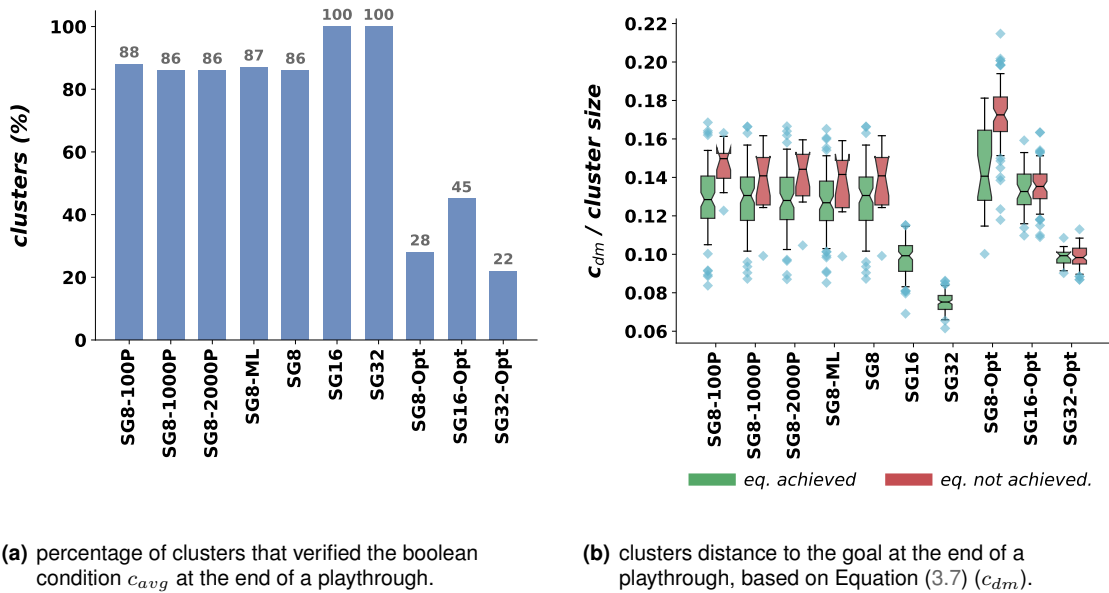 100
80
60
40
20
0
clusters (%)
88
86
86
87
86
100
100
28
45
22
SG8-100P
SG8-1000P
SG8-2000P
SG8-ML
SG8
SG16
SG32
SG8-Opt
SG16-Opt
SG32-Opt
(a) percentage of clusters that verified the boolean
condition c_avg at the end of a playthrough.
0.22
0.20
0.18
0.16
0.14
0.12
0.10
0.08
0.06
c_dm / cluster size
SG8-100P
SG8-1000P
SG8-2000P
SG8-ML
SG8
SG16
SG32
SG8-Opt
SG16-Opt
SG32-Opt
eq. achieved
eq. not achieved.
(b) clusters distance to the goal at the end of a
playthrough, based on Equation (3.7) (c_dm).